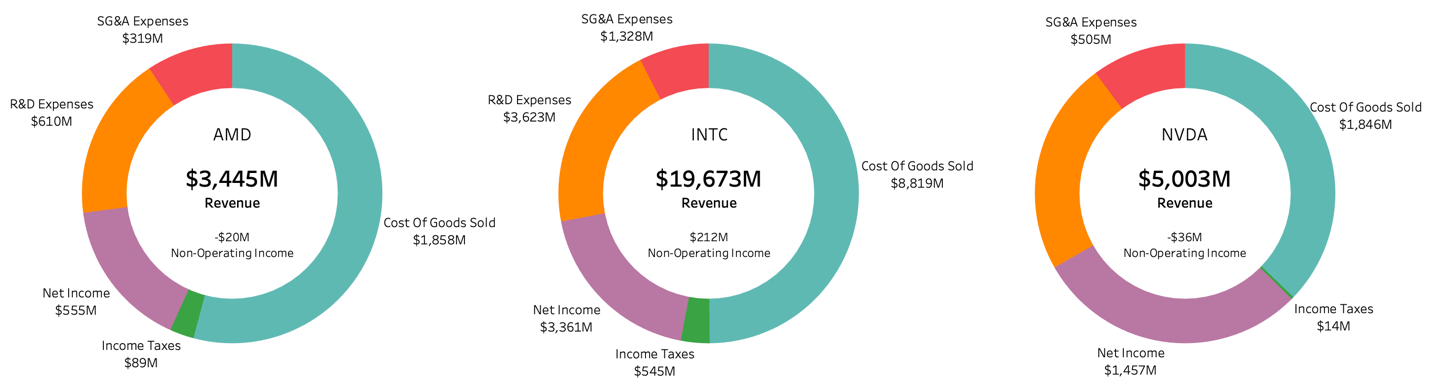 SG&A Expenses
$319M
R&D Expenses
$610M
AMD
$3,445M
Revenue
-$20M
Non-Operating Income
Cost Of Goods Sold
$1,858M
Net Income
$555M
Income Taxes
$89M
SG&A Expenses
$1,328M
R&D Expenses
$3,623M
INTC
$19,673M
Revenue
$212M
Non-Operating Income
Cost Of Goods Sold
$8,819M
Net Income
$3,361M
Income Taxes
$545M
SG&A Expenses
$505M
Cost Of Goods Sold
$1,846M
NVDA
$5,003M
Revenue
-$36M
Non-Operating Income
Income Taxes
$14M
Net Income
$1,457M